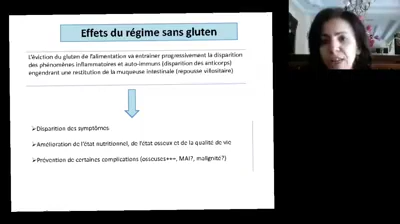 Effets du régime sans gluten
L'éviction du gluten de l'alimentation va entraîner progressivement la disparition
des phénomènes inflammatoires et auto-immuns (disparition des anticorps)
engendrant une restitution de la muqueuse intestinale (repousse villositaire)
➢Disparition des symptômes
➢Amélioration de l'état nutritionnel, de l'état osseux et de la qualité de vie
➢Prévention de certaines complications (osseuses+++, MAI?, malignité?)